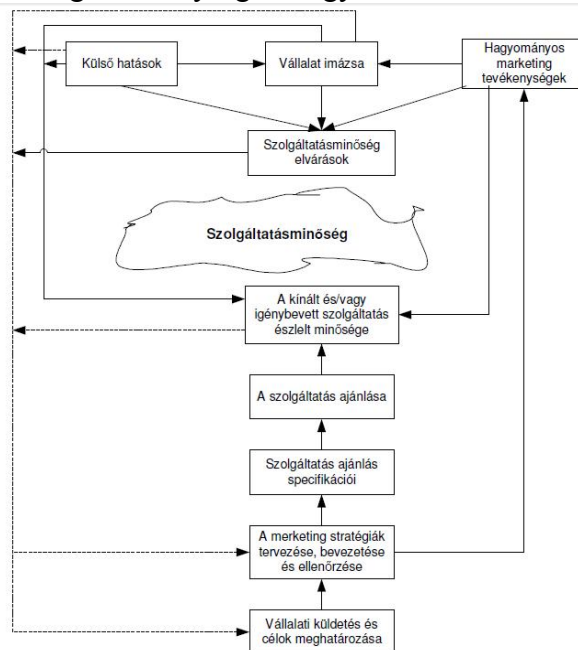 Külső hatások
Vállalat imázsa
Hagyományos
marketing
tevékenységek
Szolgáltatásminőség
elvárások
Szolgáltatásminőség
A kínált és/vagy
igénybevett szolgáltatás
észlelt minősége
A szolgáltatás ajánlása
Szolgáltatás ajánlás
specifikációi
A merketing stratégiák
tervezése, bevezetése
és ellenőrzése
Vállalati küldetés és
célok meghatározása